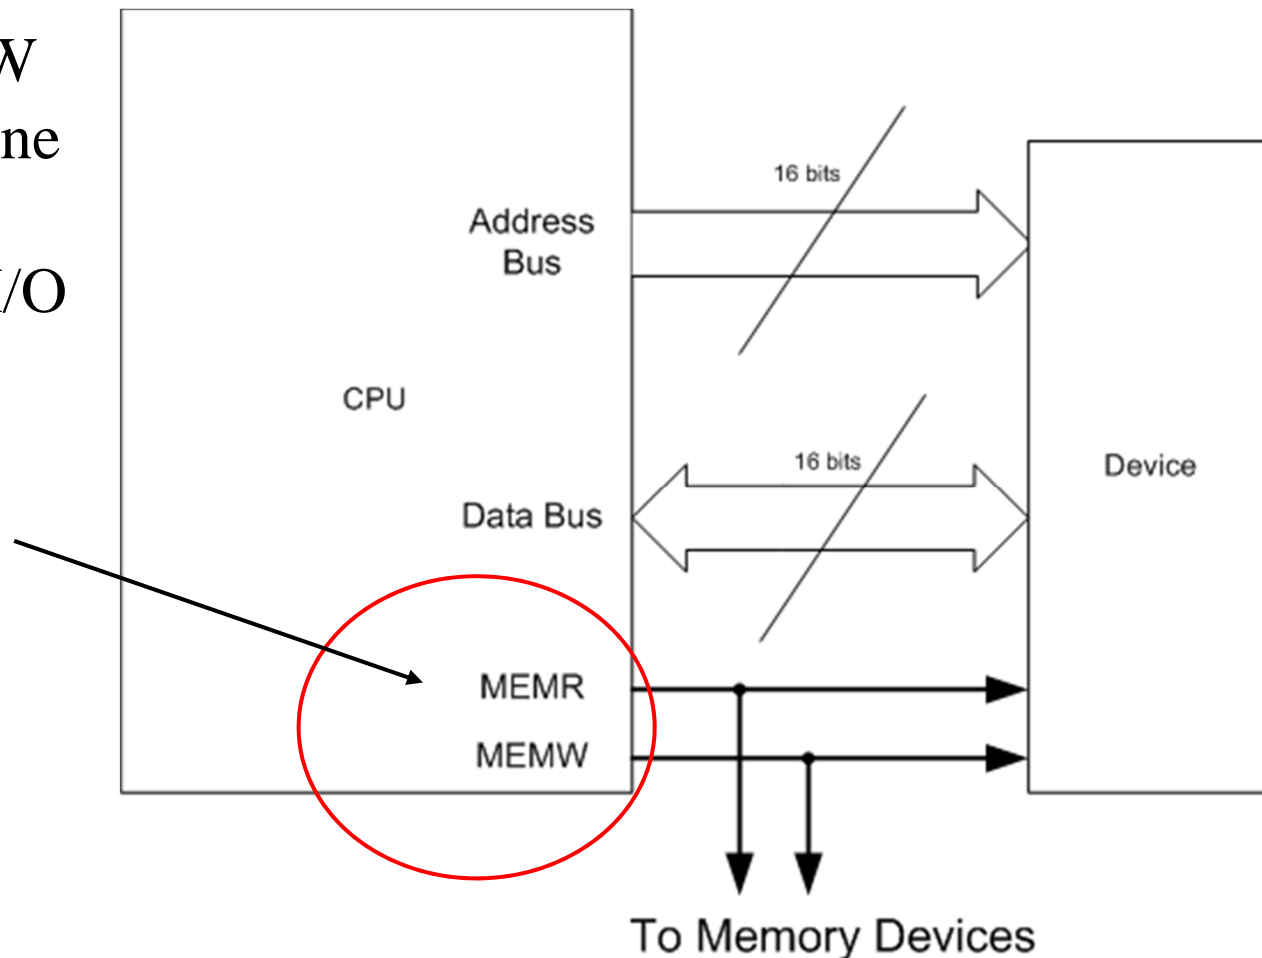 W
ne
I/O
16 bits
Address
Bus
CPU
16 bits
Device
Data Bus
MEMR
MEMW
To Memory Devices